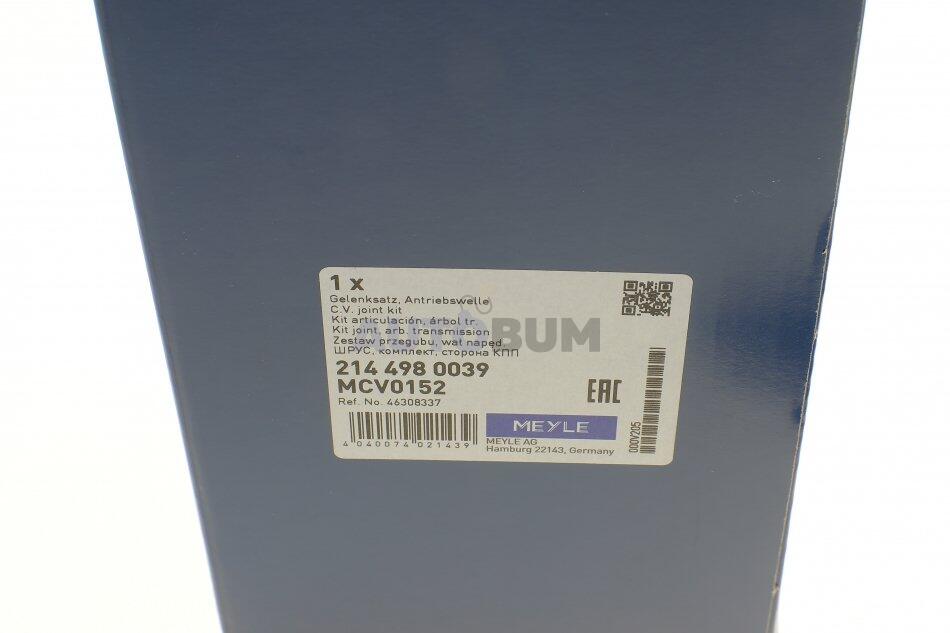 1 x
Gelenksatz, Antriebswelle
C.V. joint kit
Kit articulación, árbol tr.
Kit joint, arb. transmission
Zestaw przegubu, wał napęd.
ШРУС, комплект, сторона КПП
AUTOBUM
214 498 0039
MCV0152
Ref. No. 46308337
EAC
4 040074 021439
MEYLE
MEYLE AG
Hamburg 22143, Germany
000V205